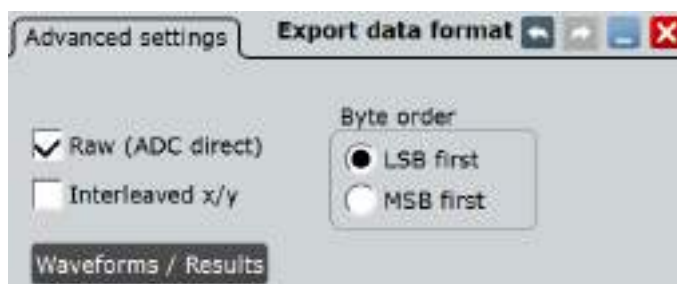 Advanced settings
Export data format
Raw (ADC direct)
Interleaved x/y
Byte order
LSB first
MSB first
Waveforms / Results